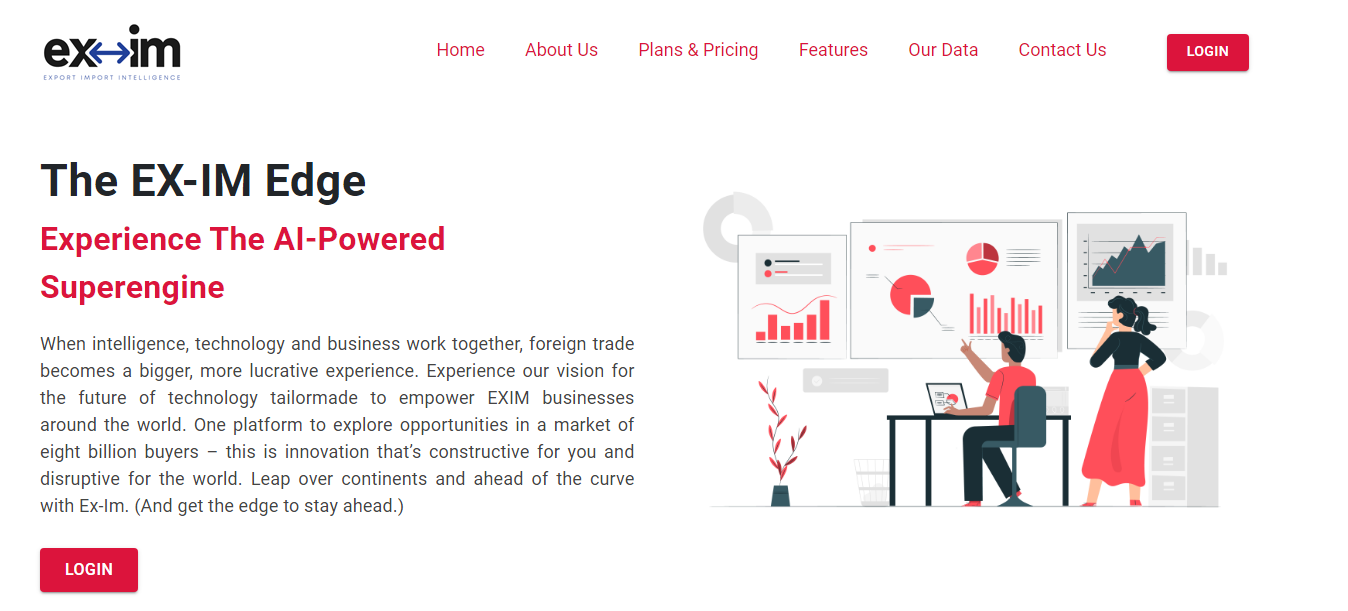 ex↔im
EXPORT IMPORT INTELLIGENCE
Home About Us Plans & Pricing Features Our Data Contact Us LOGIN
The EX-IM Edge
Experience The AI-Powered
Superengine
When intelligence, technology and business work together, foreign trade
becomes a bigger, more lucrative experience. Experience our vision for
the future of technology tailormade to empower EXIM businesses
around the world. One platform to explore opportunities in a market of
eight billion buyers – this is innovation that’s constructive for you and
disruptive for the world. Leap over continents and ahead of the curve
with Ex-Im. (And get the edge to stay ahead.)
LOGIN